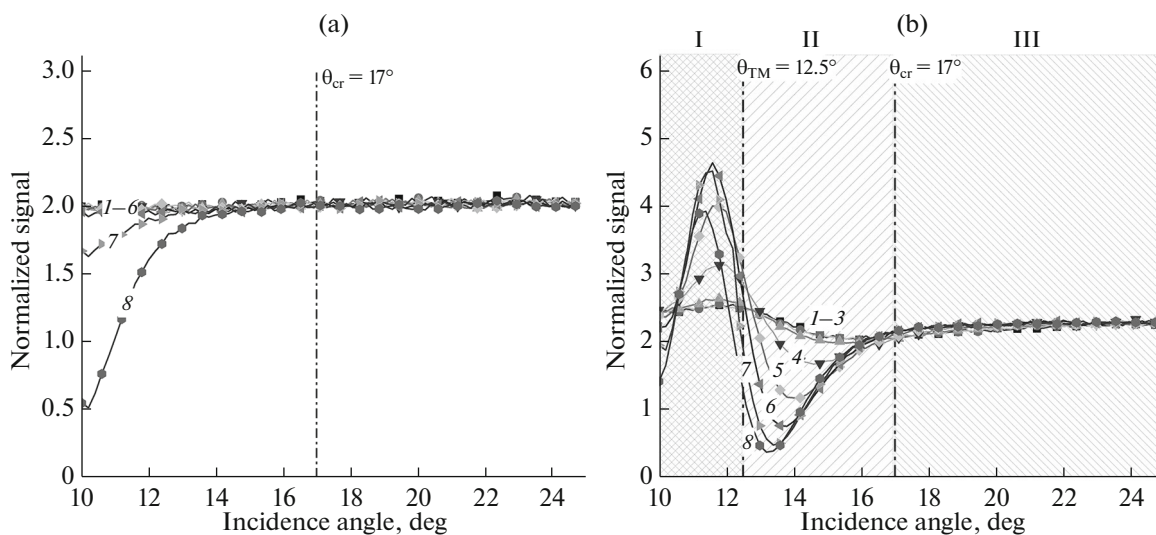 (a)
Normalized signal
3.0
2.5
2.0
1.5
1.0
0.5
0
θcr = 17°
1–6
7
8
10 12 14 16 18 20 22 24
Incidence angle, deg
(b)
I II III
Normalized signal
6
5
4
3
2
1
0
θTM = 12.5°
θcr = 17°
1–3
4
5
6
7
8
10 12 14 16 18 20 22 24
Incidence angle, deg